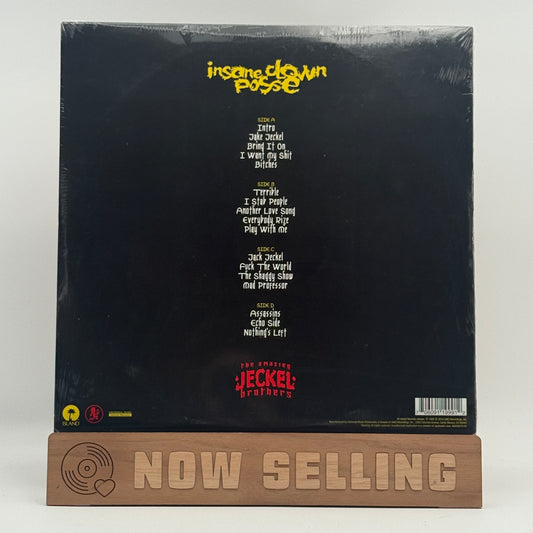 insane clown
posse
SIDE A
Intro
Jake Jeckel
Bring It On
I Want My Shit
Bitches
SIDE B
Terrible
I Stab People
Another Love Song
Everybody Rize
Play With Me
SIDE C
Jack Jeckel
Fuck The World
The Shaggy Show
Mad Professor
SIDE D
Assassins
Echo Side
Nothing's Left
the amazing
JECKEL
brothers
ISLAND
NOW SELLING